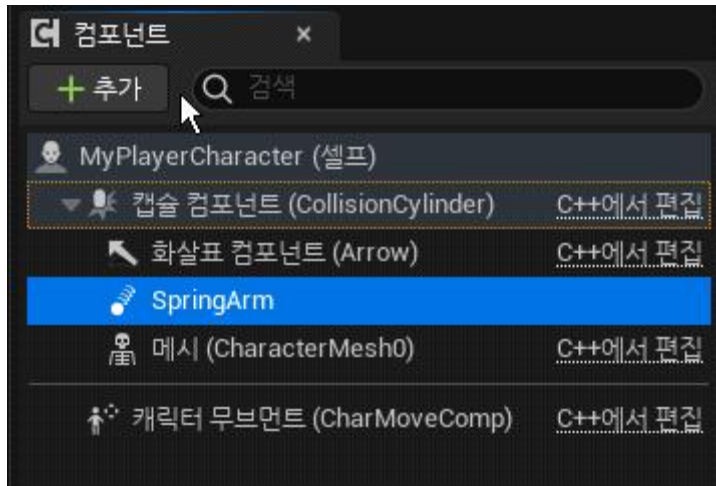 컴포넌트
추가 검색
MyPlayerCharacter (셀프)
캡슐 컴포넌트 (CollisionCylinder) C++에서 편집
화살표 컴포넌트 (Arrow) C++에서 편집
SpringArm
메시 (CharacterMesh0) C++에서 편집
캐릭터 무브먼트 (CharMoveComp) C++에서 편집